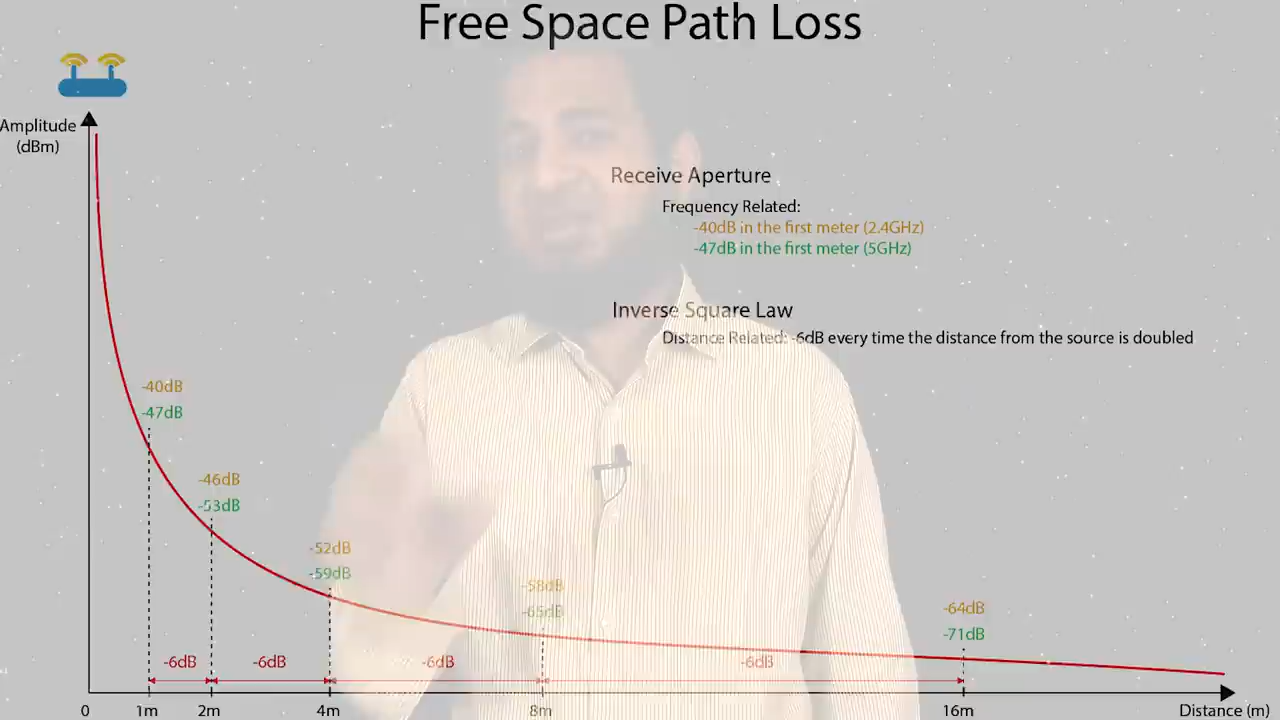 Free Space Path Loss
Amplitude
(dBm)
Receive Aperture
Frequency Related:
-40dB in the first meter (2.4GHz)
-47dB in the first meter (5GHz)
Inverse Square Law
Distance Related: -6dB every time the distance from the source is doubled
-40dB
-47dB
-46dB
-53dB
-52dB
-59dB
-58dB
-65dB
-64dB
-71dB
-6dB
-6dB
-6dB
-6dB
0
1m
2m
4m
8m
16m
Distance (m)